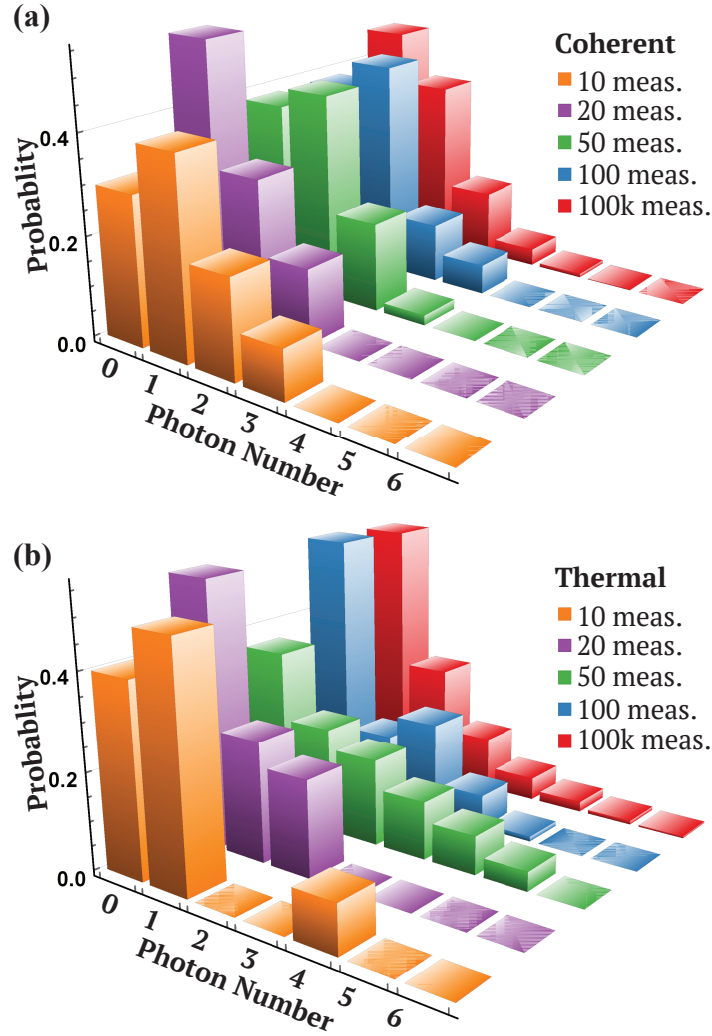 (a)
Coherent
10 meas.
20 meas.
50 meas.
100 meas.
100k meas.
Probablity
0.4
0.2
0.0
0 1 2 3 4 5 6
Photon Number
(b)
Thermal
10 meas.
20 meas.
50 meas.
100 meas.
100k meas.
Probablity
0.4
0.2
0.0
0 1 2 3 4 5 6
Photon Number